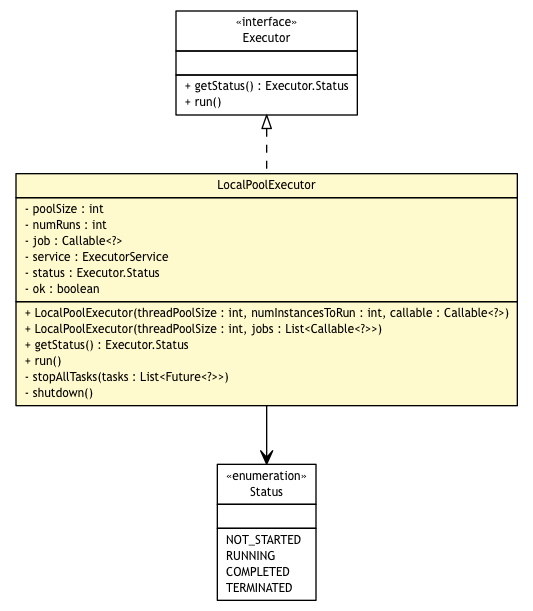 «interface»
Executor
+ getStatus() : Executor.Status
+ run()
LocalPoolExecutor
- poolSize : int
- numRuns : int
- job : Callable<?>
- service : ExecutorService
- status : Executor.Status
- ok : boolean
+ LocalPoolExecutor(threadPoolSize : int, numInstancesToRun : int, callable : Callable<?>)
+ LocalPoolExecutor(threadPoolSize : int, jobs : List<Callable<?>>)
+ getStatus() : Executor.Status
+ run()
- stopAllTasks(tasks : List<Future<?>>)
- shutdown()
«enumeration»
Status
NOT_STARTED
RUNNING
COMPLETED
TERMINATED